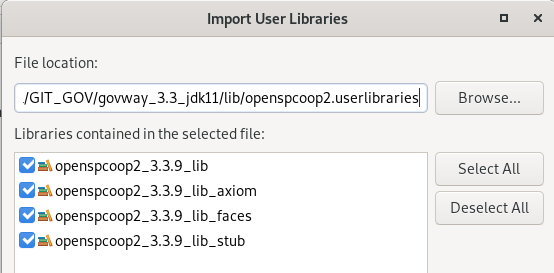 Import User Libraries
File location:
./GIT_GOV/govway_3.3_jdk11/lib/openspcoop2.userlibraries
Browse...
Libraries contained in the selected file:
openspcoop2_3.3.9_lib
openspcoop2_3.3.9_lib_axiom
openspcoop2_3.3.9_lib_faces
openspcoop2_3.3.9_lib_stub
Select All
Deselect All